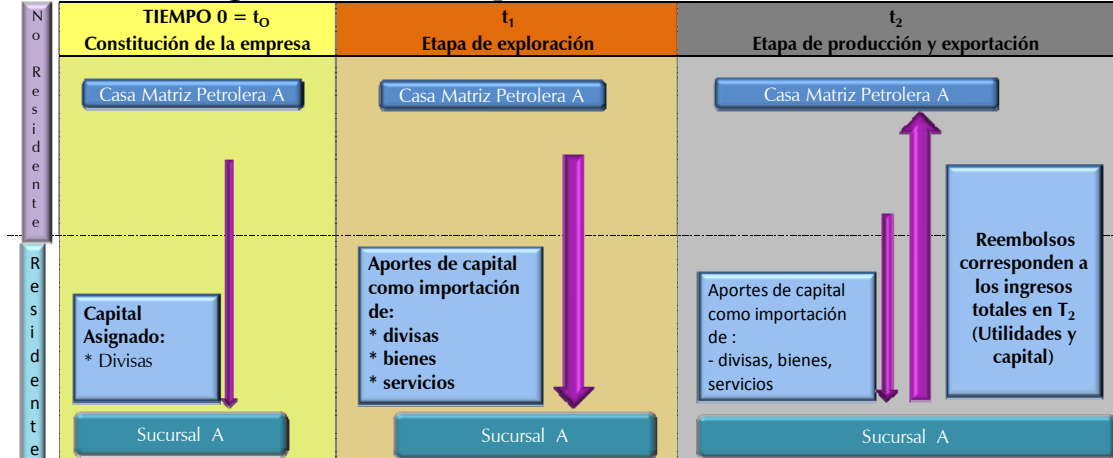 No Residente
TIEMPO 0 = tO
Constitución de la empresa
t1
Etapa de exploración
t2
Etapa de producción y exportación
Casa Matriz Petrolera A
Casa Matriz Petrolera A
Casa Matriz Petrolera A
Residente
Capital
Asignado:
* Divisas
Aportes de capital
como importación
de:
* divisas
* bienes
* servicios
Aportes de capital
como importación
de :
- divisas, bienes,
servicios
Reembolsos
corresponden a
los ingresos
totales en T2
(Utilidades y
capital)
Sucursal A
Sucursal A
Sucursal A